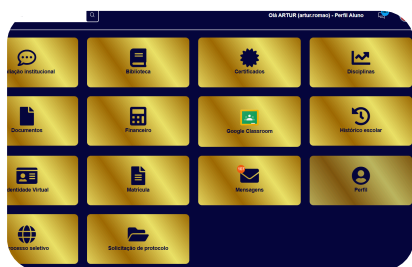 Olá ARTUR (artur.romao) - Perfil Aluno
liação institucional
Biblioteca
Certificados
Disciplinas
Documentos
Financeiro
Google Classroom
Histórico escolar
dentidade Virtual
Matrícula
Mensagens
Perfil
rocesso seletivo
Solicitação de protocolo